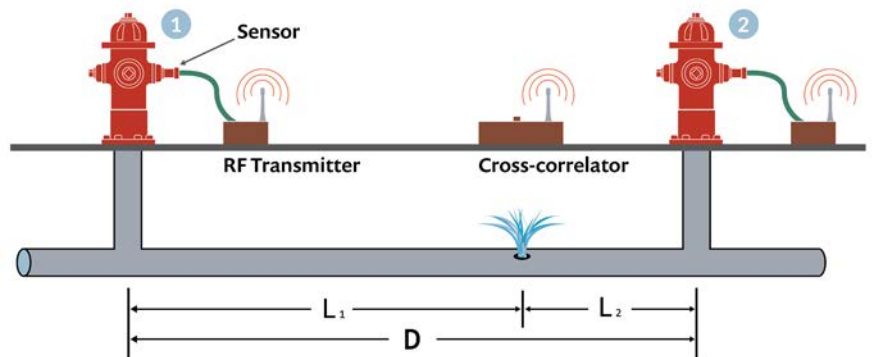 1
Sensor
2
RF Transmitter
Cross-correlator
L₁
L₂
D